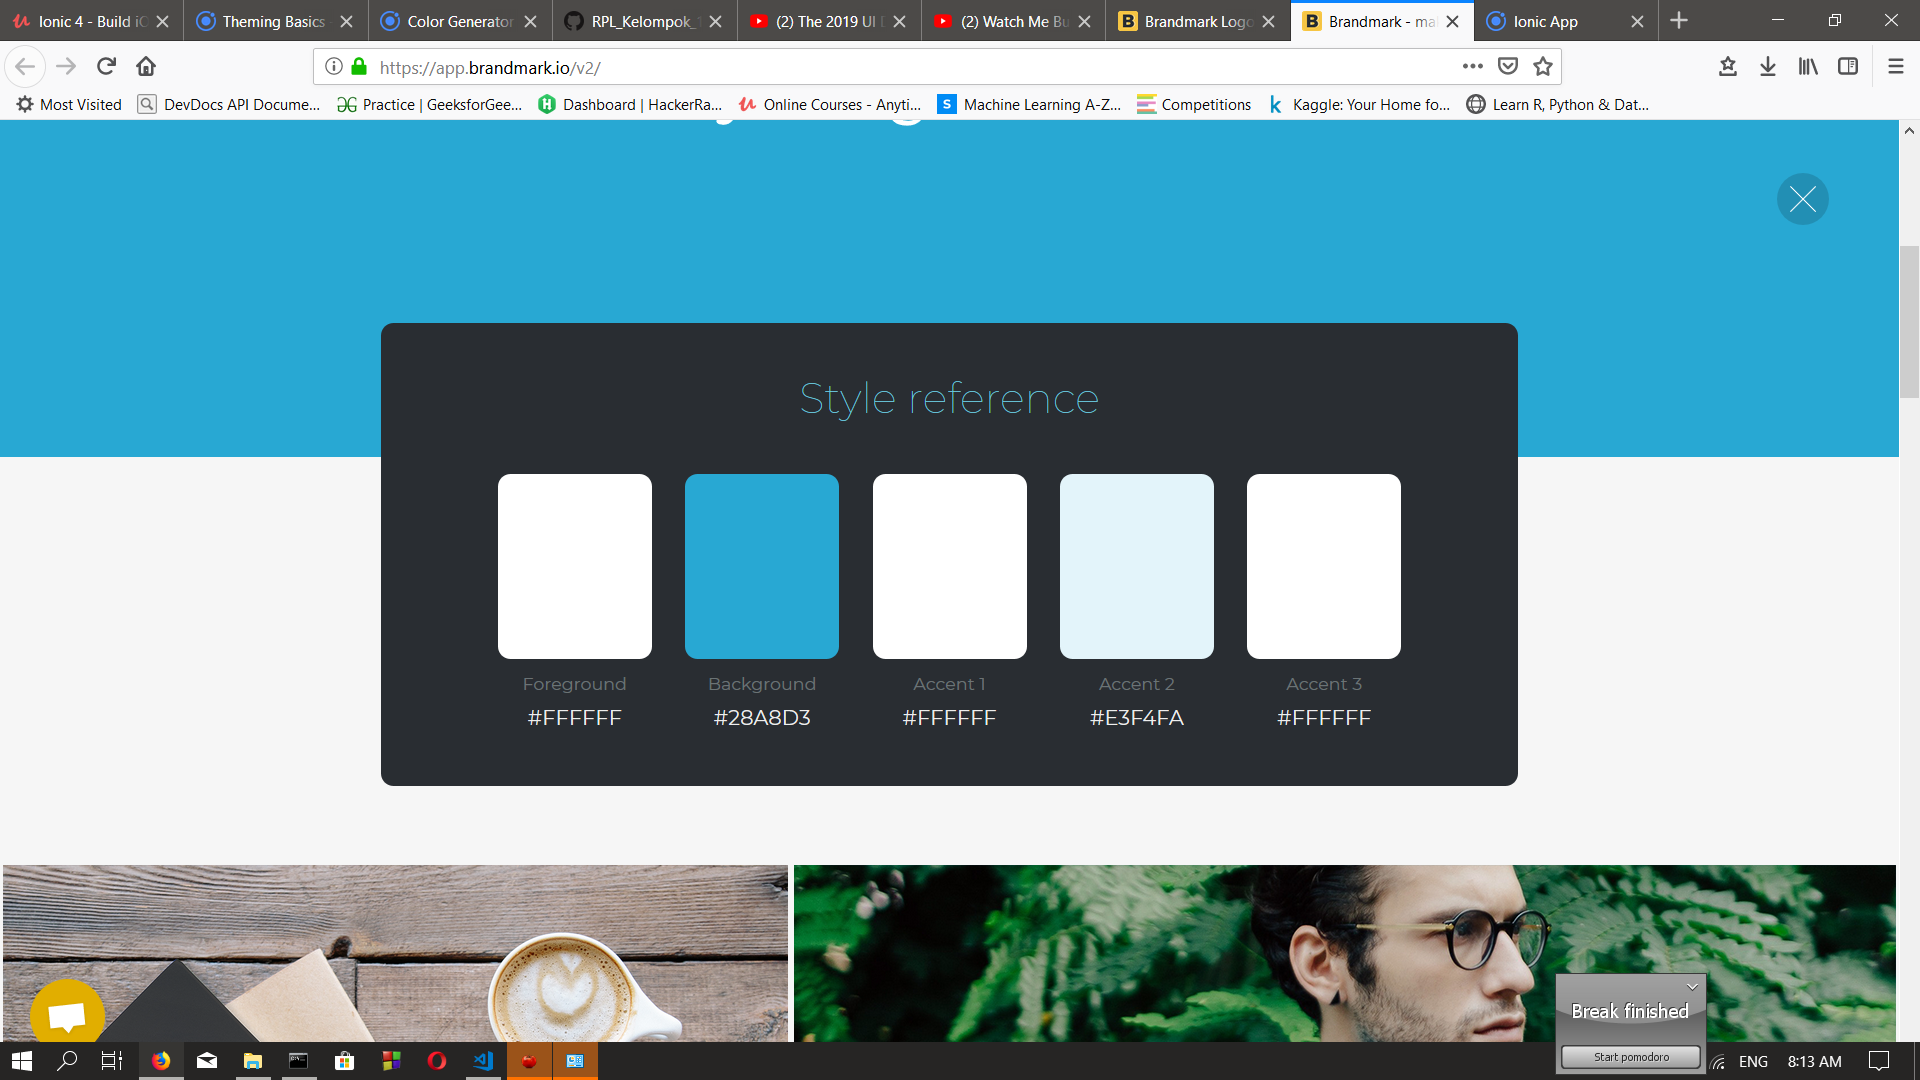 Ionic 4 - Build iO
Theming Basics
Color Generator
RPL_Kelompok_
(2) The 2019 UI
(2) Watch Me Bu
Brandmark Logo
Brandmark - mak
Ionic App
https://app.brandmark.io/v2/
Most Visited
DevDocs API Docume...
Practice | GeeksforGee...
Dashboard | HackerRa...
Online Courses - Anyti...
Machine Learning A-Z...
Competitions
Kaggle: Your Home fo...
Learn R, Python & Dat...
Style reference
Foreground
Background
Accent 1
Accent 2
Accent 3
#FFFFFF
#28A8D3
#FFFFFF
#E3F4FA
#FFFFFF
Break finished
Start pomodoro
ENG
8:13 AM